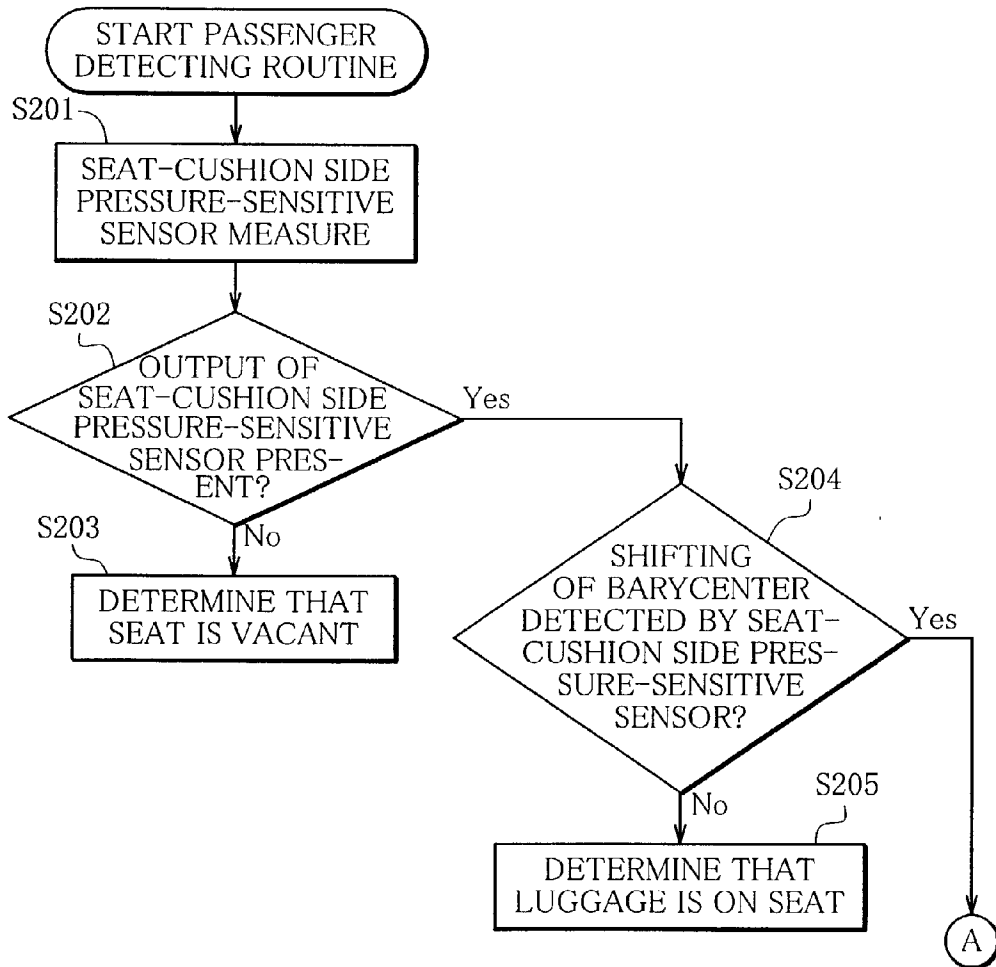 START PASSENGER
DETECTING ROUTINE
S201
SEAT-CUSHION SIDE
PRESSURE-SENSITIVE
SENSOR MEASURE
S202
OUTPUT OF
SEAT-CUSHION SIDE
PRESSURE-SENSITIVE
SENSOR PRES-
ENT?
Yes
No
S203
DETERMINE THAT
SEAT IS VACANT
S204
SHIFTING
OF BARYCENTER
DETECTED BY SEAT-
CUSHION SIDE PRES-
SURE-SENSITIVE
SENSOR?
Yes
No
S205
DETERMINE THAT
LUGGAGE IS ON SEAT
A